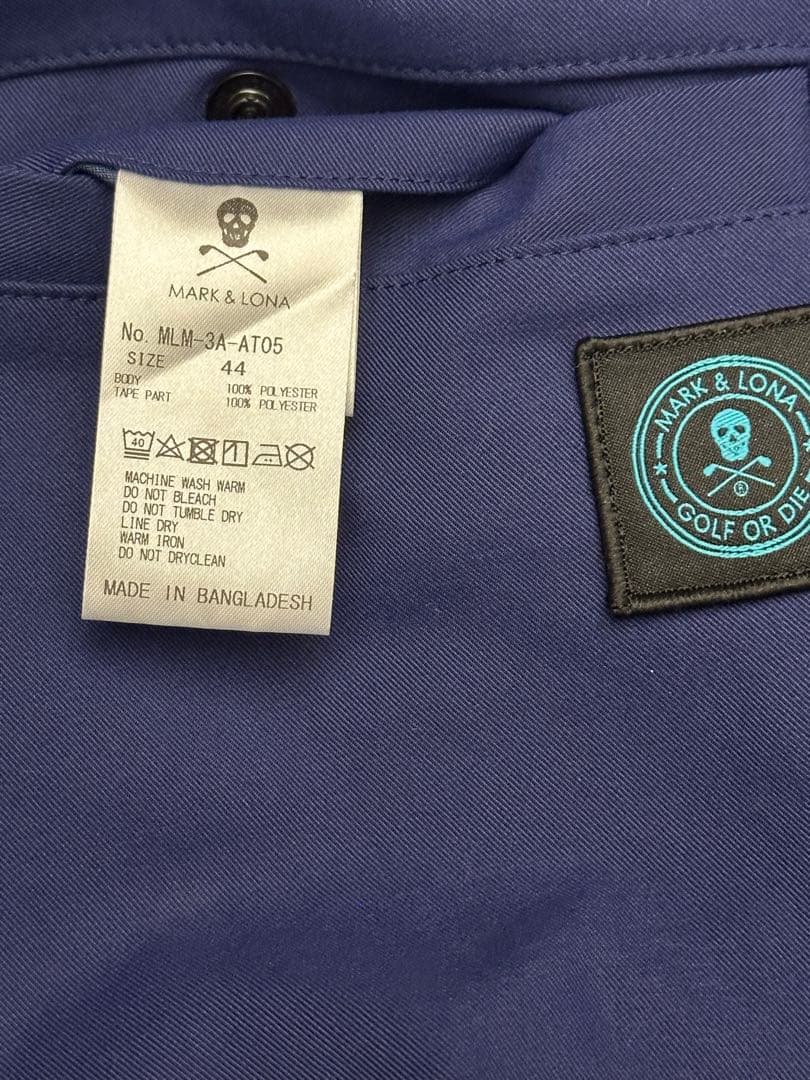 MARK & LONA
No. MLM-3A-AT05
SIZE 44
BODY 100% POLYESTER
TAPE PART 100% POLYESTER
40
MACHINE WASH WARM
DO NOT BLEACH
DO NOT TUMBLE DRY
LINE DRY
WARM IRON
DO NOT DRYCLEAN
MADE IN BANGLADESH
MARK & LONA
®
GOLF OR DIE